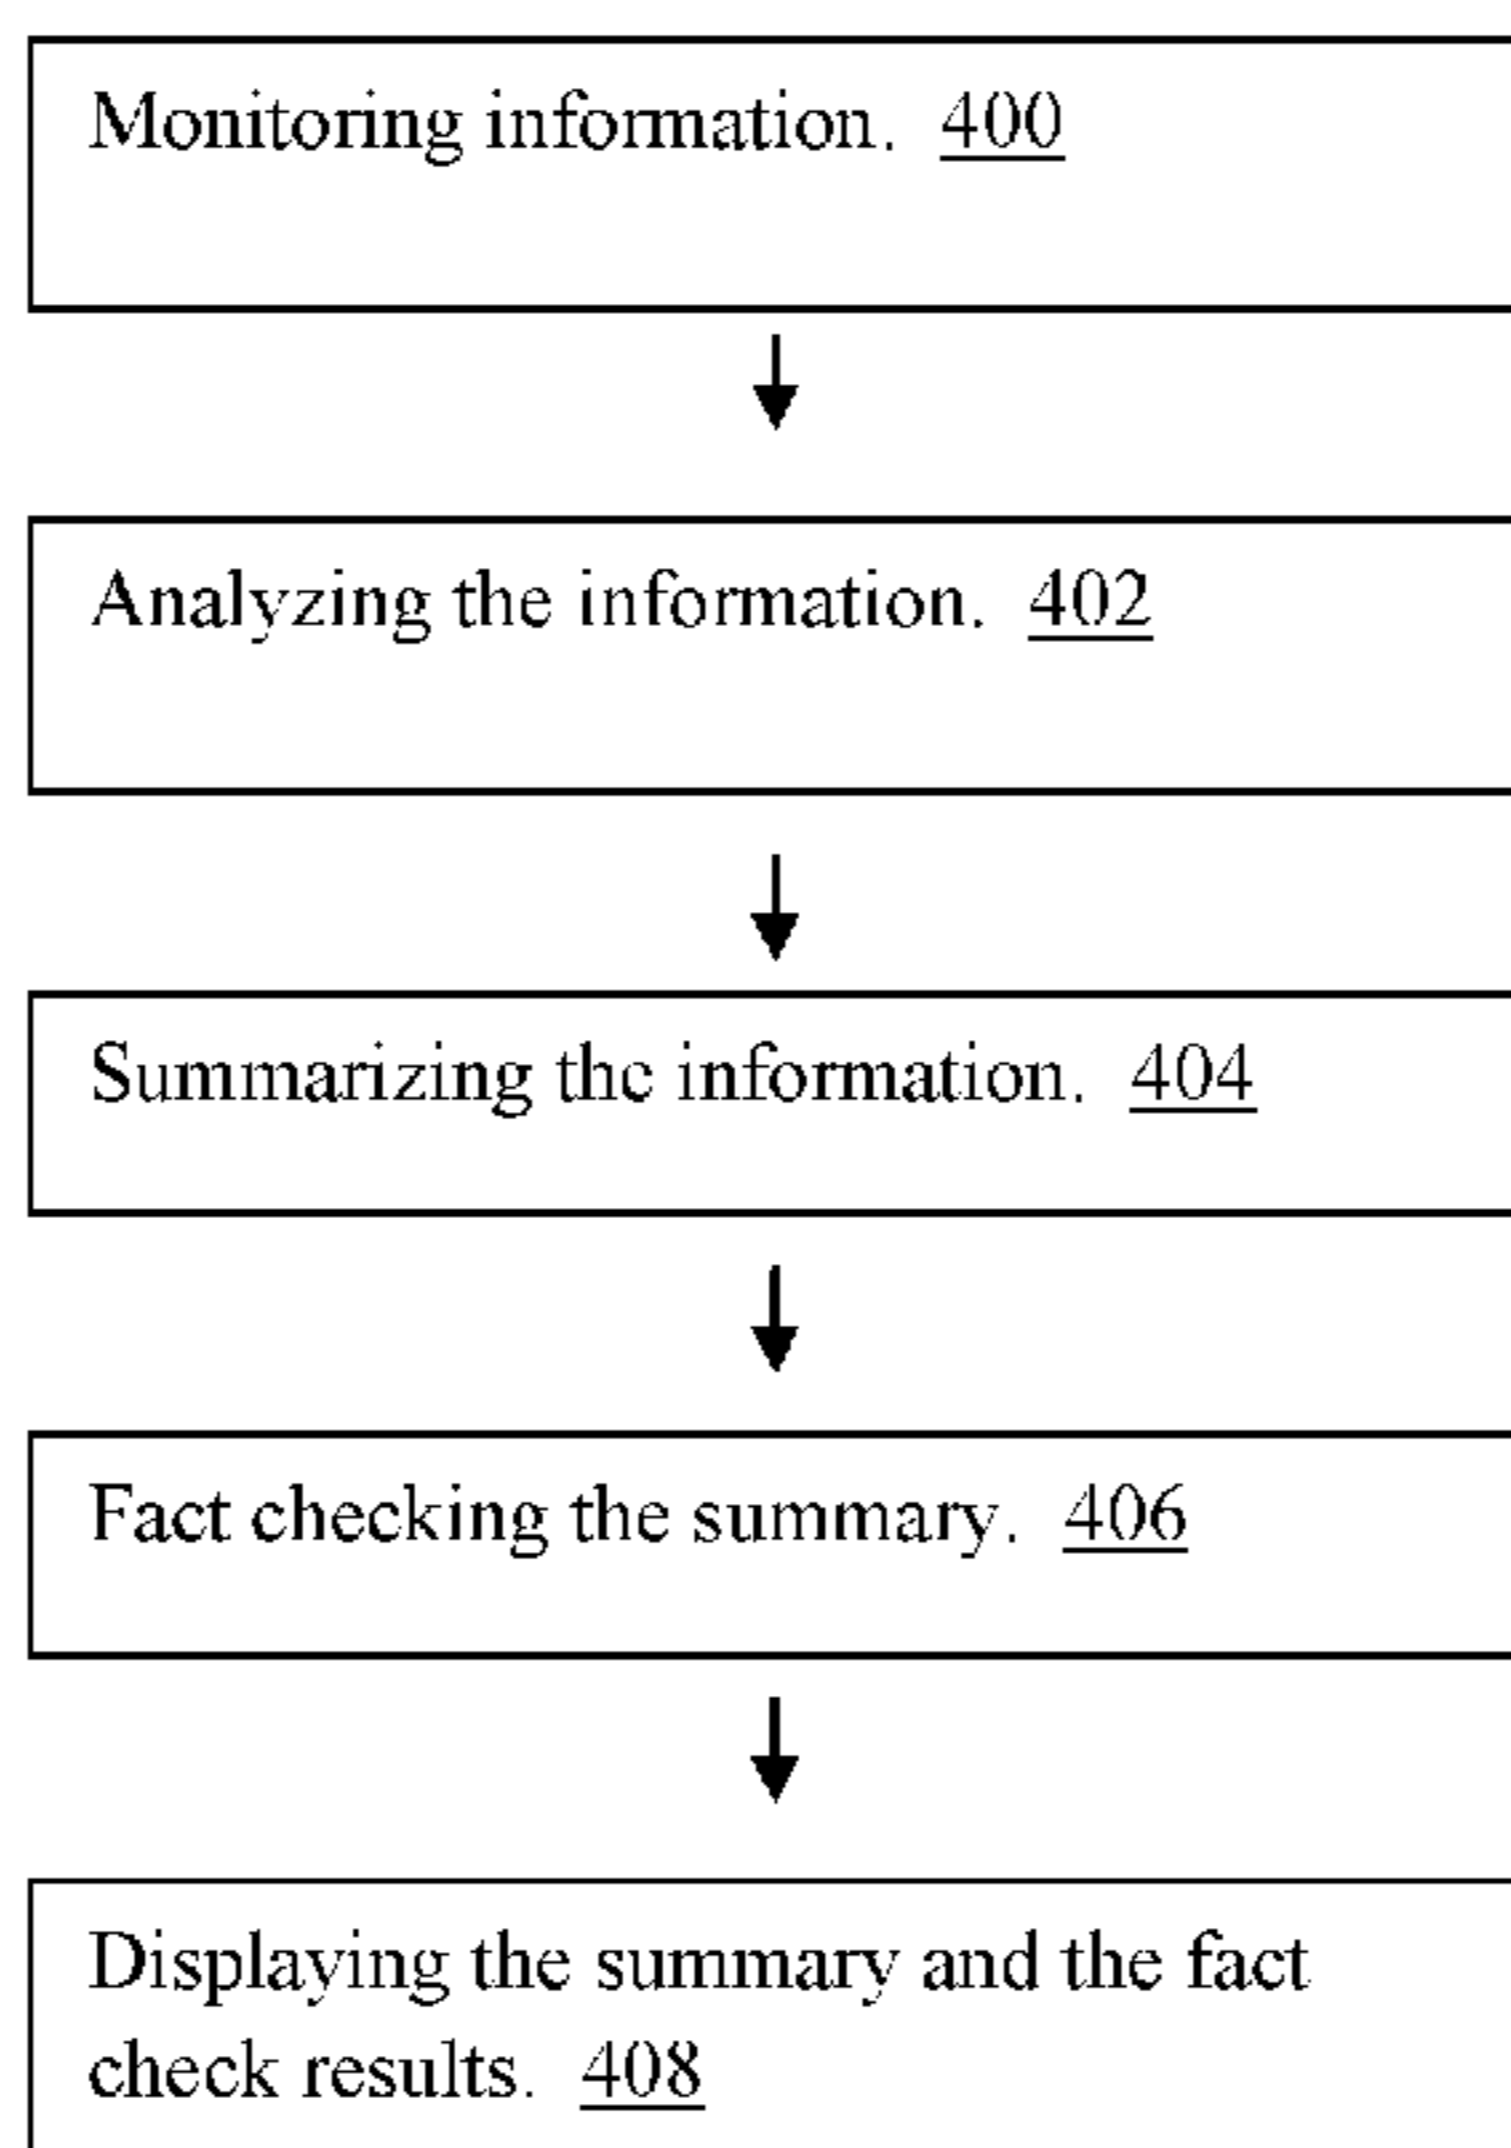 Monitoring information. 400
Analyzing the information. 402
Summarizing the information. 404
Fact checking the summary. 406
Displaying the summary and the fact
check results. 408